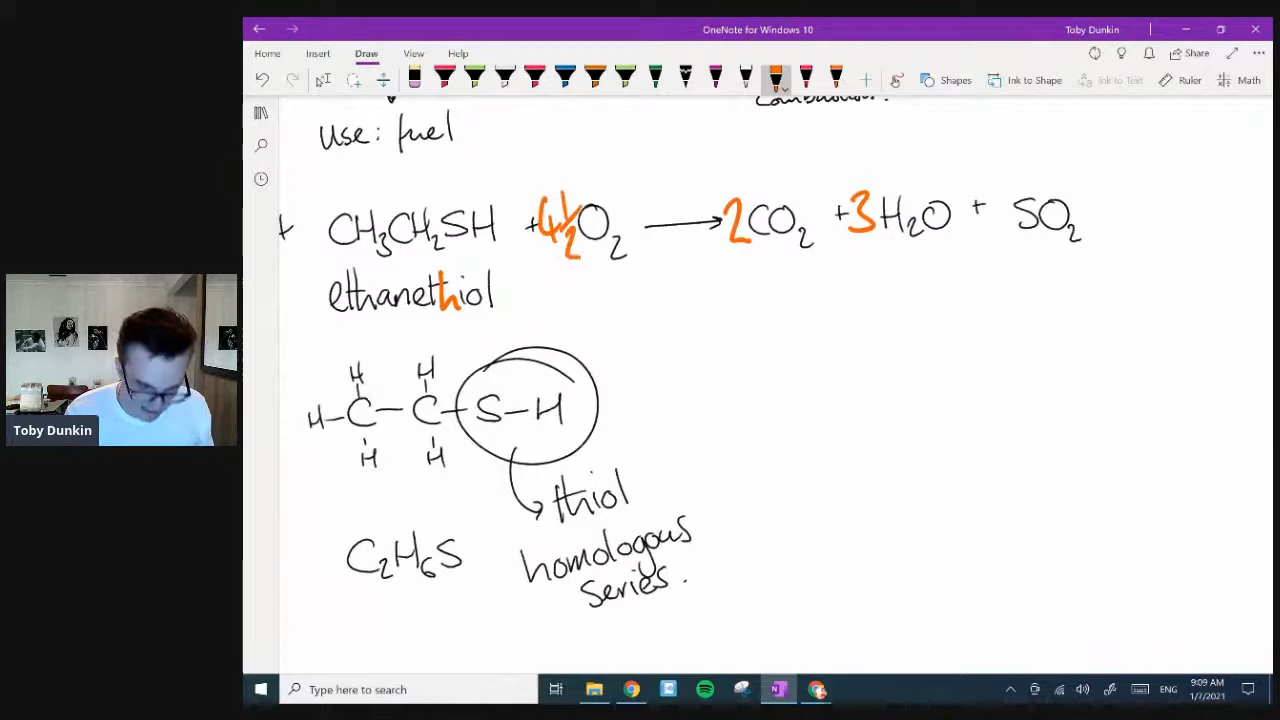 OneNote for Windows 10
Toby Dunkin
Home Insert Draw View Help
Share
Shapes
Ink to Shape
Ink to Text
Ruler
Math
combustion.
Use: fuel
+ CH₃CH₂SH + 4½O₂ → 2CO₂ + 3H₂O + SO₂
ethanethiol
H H
H-C-C-S-H
H H
thiol
homologous
series.
C₂H₆S
Toby Dunkin
Type here to search
ENG
9:09 AM
1/7/2021